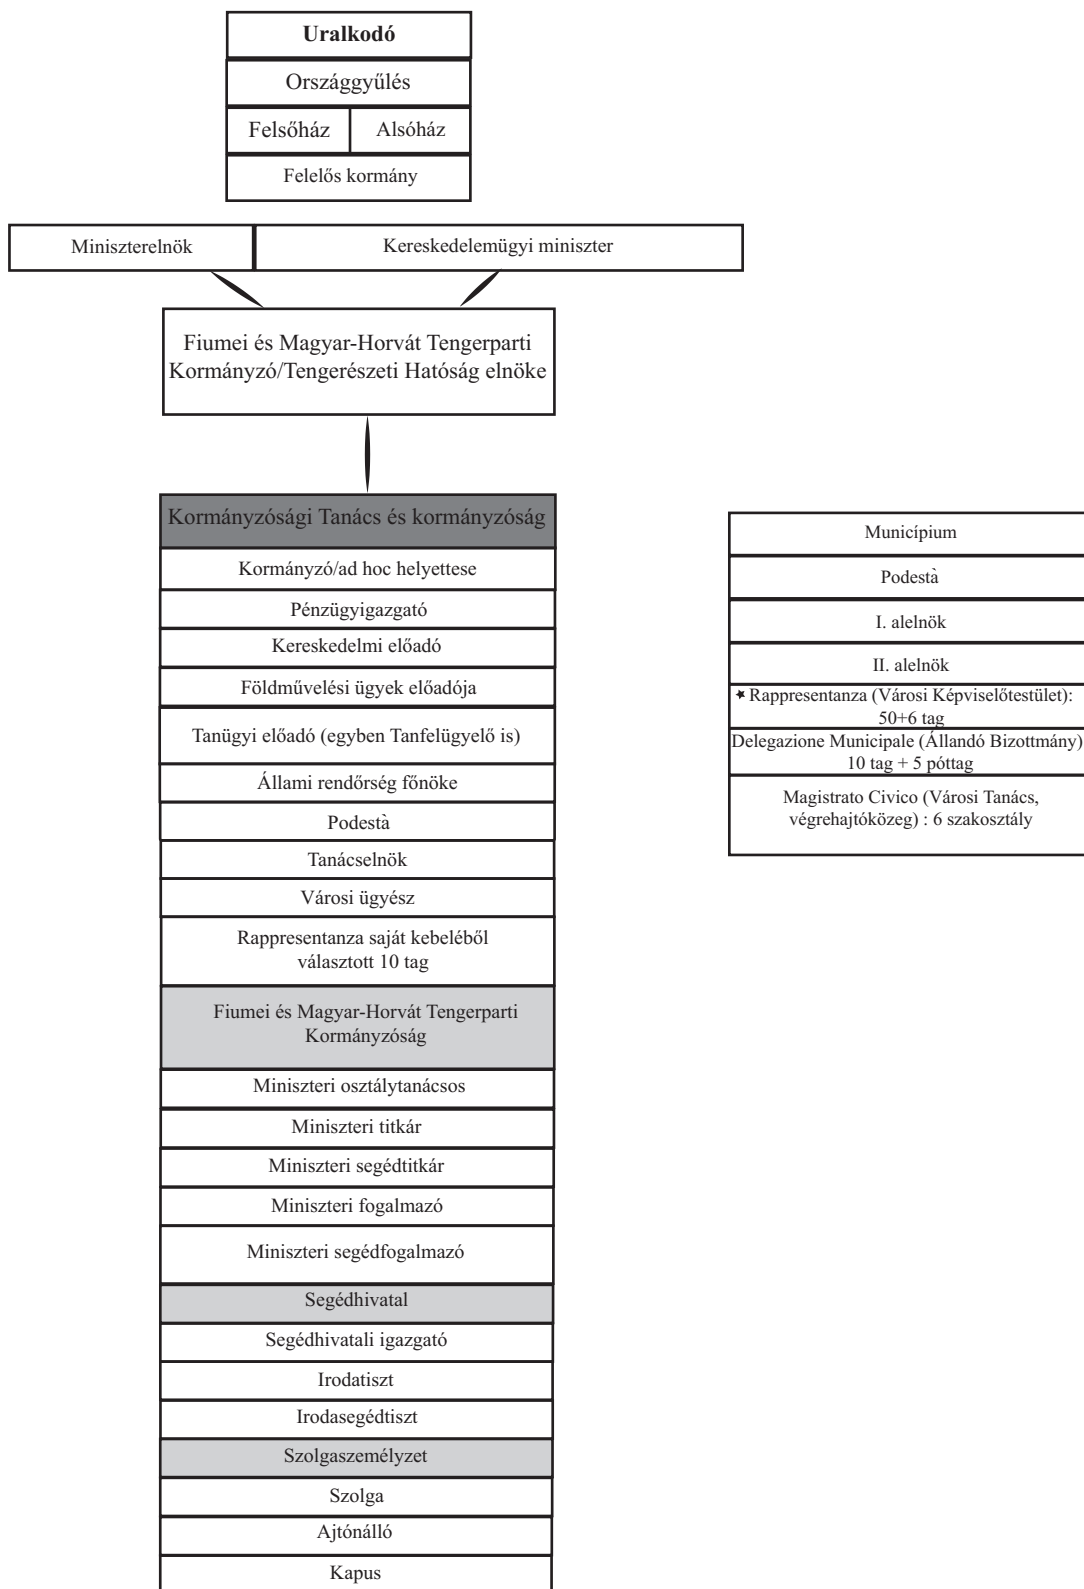 Uralkodó
Országgyűlés
Felsőház
Alsóház
Felelős kormány
Miniszterelnök
Kereskedelemügyi miniszter
Fiumei és Magyar-Horvát Tengerparti
Kormányzó/Tengerészeti Hatóság elnöke
Kormányzósági Tanács és kormányzóság
Kormányzó/ad hoc helyettese
Pénzügyigazgató
Kereskedelmi előadó
Földművelési ügyek előadója
Tanügyi előadó (egyben Tanfelügyelő is)
Állami rendőrség főnöke
Podestà
Tanácselnök
Városi ügyész
Rappresentanza saját kebeléből
választott 10 tag
Fiumei és Magyar-Horvát Tengerparti
Kormányzóság
Miniszteri osztálytanácsos
Miniszteri titkár
Miniszteri segédtitkár
Miniszteri fogalmazó
Miniszteri segédfogalmazó
Segédhivatal
Segédhivatali igazgató
Irodatiszt
Irodasegédtiszt
Szolgaszemélyzet
Szolga
Ajtónálló
Kapus
Municípium
Podestà
I. alelnök
II. alelnök
★ Rappresentanza (Városi Képviselőtestület):
50+6 tag
Delegazione Municipale (Állandó Bizottmány)
10 tag + 5 póttag
Magistrato Civico (Városi Tanács,
végrehajtóközeg) : 6 szakosztály